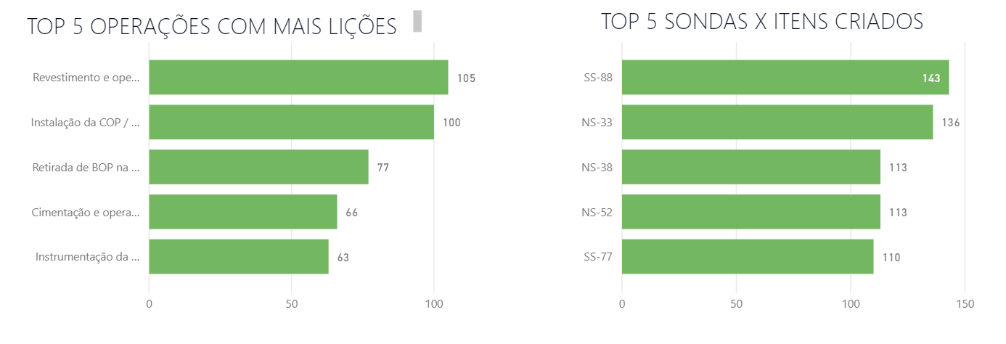 TOP 5 OPERAÇÕES COM MAIS LIÇÕES
Revestimento e ope... 105
Instalação da COP / ... 100
Retirada de BOP na ... 77
Cimentação e opera... 66
Instrumentação da ... 63
0 50 100
TOP 5 SONDAS X ITENS CRIADOS
SS-88 143
NS-33 136
NS-38 113
NS-52 113
SS-77 110
0 50 100 150